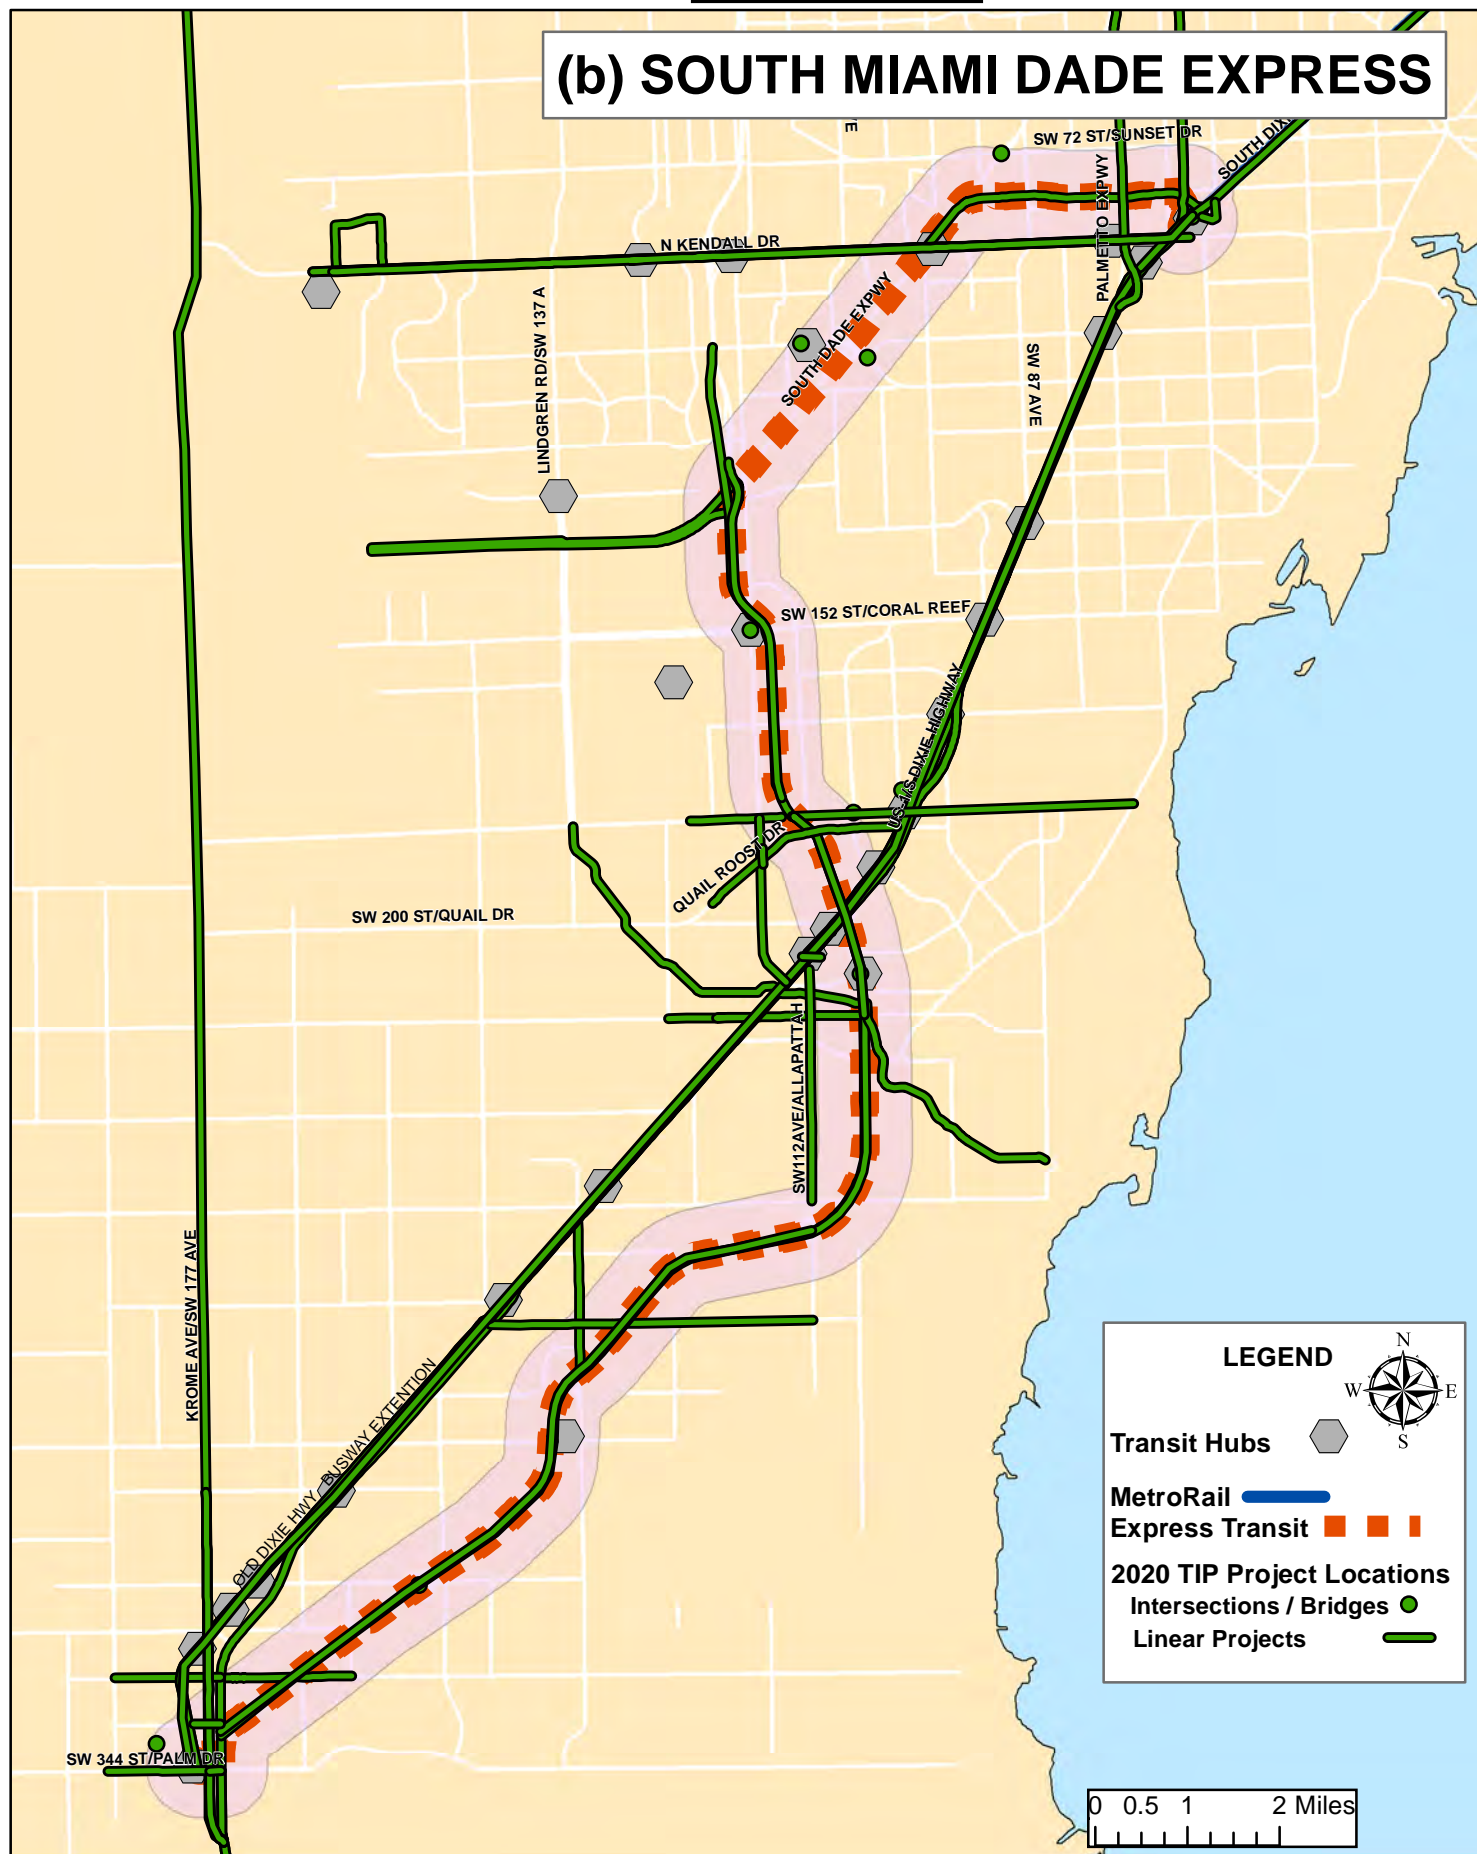 (b) SOUTH MIAMI DADE EXPRESS
VE
SW 72 ST/SUNSET DR
SOUTH DIXI
PALMETTO EXPWY
N KENDALL DR
SOUTH DADE EXPWY
LINDGREN RD/SW 137 A
SW 87 AVE
SW 152 ST/CORAL REEF
US-1/S DIXIE HIGHWAY
QUAIL ROOST DR
SW 200 ST/QUAIL DR
SW112AVE/ALLAPATTAH
KROME AVE/SW 177 AVE
BUSWAY EXTENTION
OLD DIXIE HWY
SW 344 ST/PALM DR
LEGEND
N
W E
S
Transit Hubs
MetroRail
Express Transit
2020 TIP Project Locations
Intersections / Bridges
Linear Projects
0 0.5 1 2 Miles